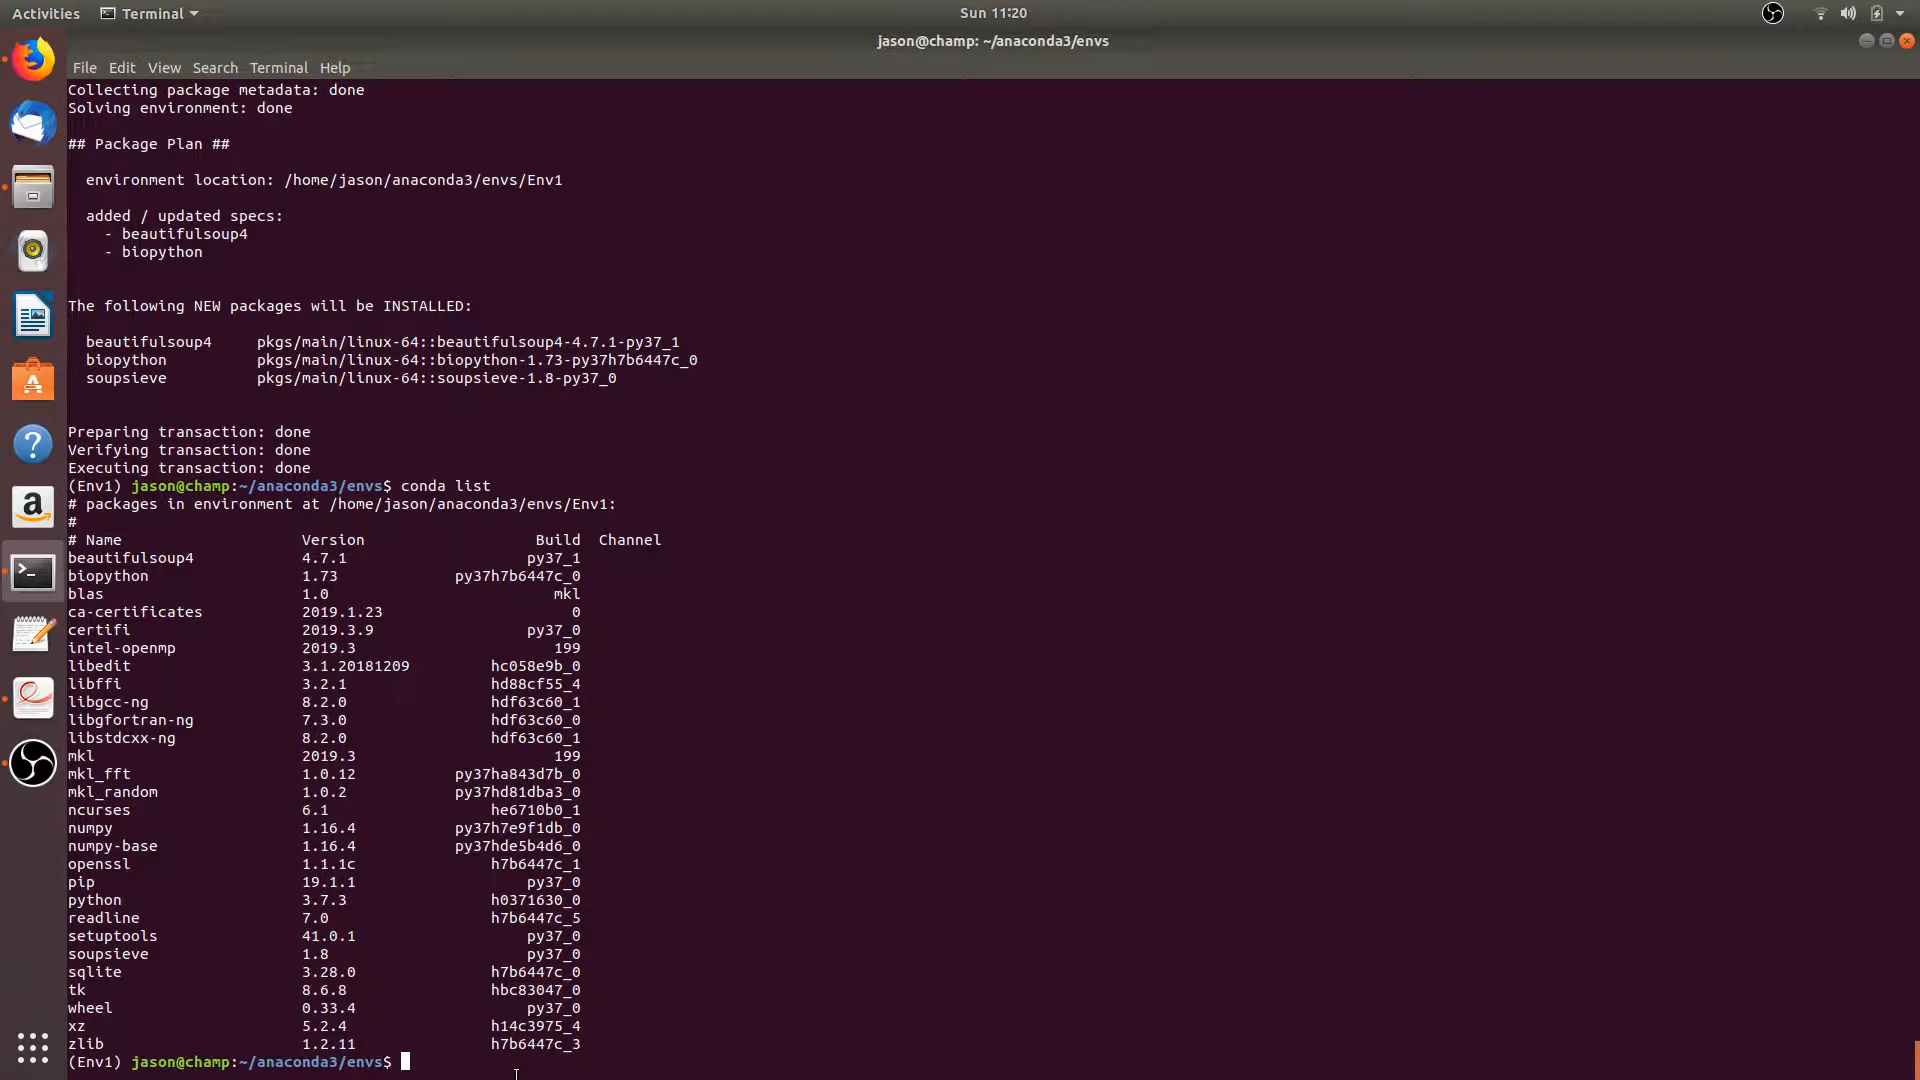 Activities Terminal Sun 11:20
jason@champ: ~/anaconda3/envs
File Edit View Search Terminal Help
Collecting package metadata: done
Solving environment: done
## Package Plan ##
environment location: /home/jason/anaconda3/envs/Env1
added / updated specs:
- beautifulsoup4
- biopython
The following NEW packages will be INSTALLED:
beautifulsoup4 pkgs/main/linux-64::beautifulsoup4-4.7.1-py37_1
biopython pkgs/main/linux-64::biopython-1.73-py37h7b6447c_0
soupsieve pkgs/main/linux-64::soupsieve-1.8-py37_0
Preparing transaction: done
Verifying transaction: done
Executing transaction: done
(Env1) jason@champ:~/anaconda3/envs$ conda list
# packages in environment at /home/jason/anaconda3/envs/Env1:
#
# Name Version Build Channel
beautifulsoup4 4.7.1 py37_1
biopython 1.73 py37h7b6447c_0
blas 1.0 mkl
ca-certificates 2019.1.23 0
certifi 2019.3.9 py37_0
intel-openmp 2019.3 199
libedit 3.1.20181209 hc058e9b_0
libffi 3.2.1 hd88cf55_4
libgcc-ng 8.2.0 hdf63c60_1
libgfortran-ng 7.3.0 hdf63c60_0
libstdcxx-ng 8.2.0 hdf63c60_1
mkl 2019.3 199
mkl_fft 1.0.12 py37ha843d7b_0
mkl_random 1.0.2 py37hd81dba3_0
ncurses 6.1 he6710b0_1
numpy 1.16.4 py37h7e9f1db_0
numpy-base 1.16.4 py37hde5b4d6_0
openssl 1.1.1c h7b6447c_1
pip 19.1.1 py37_0
python 3.7.3 h0371630_0
readline 7.0 h7b6447c_5
setuptools 41.0.1 py37_0
soupsieve 1.8 py37_0
sqlite 3.28.0 h7b6447c_0
tk 8.6.8 hbc83047_0
wheel 0.33.4 py37_0
xz 5.2.4 h14c3975_4
zlib 1.2.11 h7b6447c_3
(Env1) jason@champ:~/anaconda3/envs$